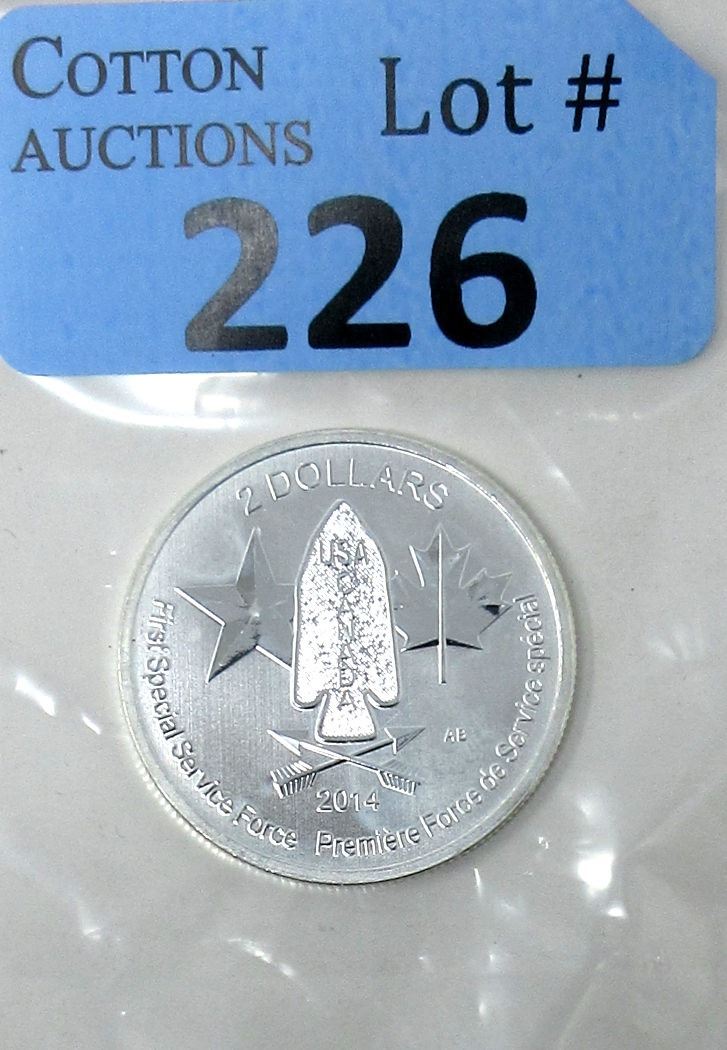 COTTON
AUCTIONS
Lot #
226
2 DOLLARS
USA
CANADA
AB
2014
First Special Service Force
Première Force de Service spécial